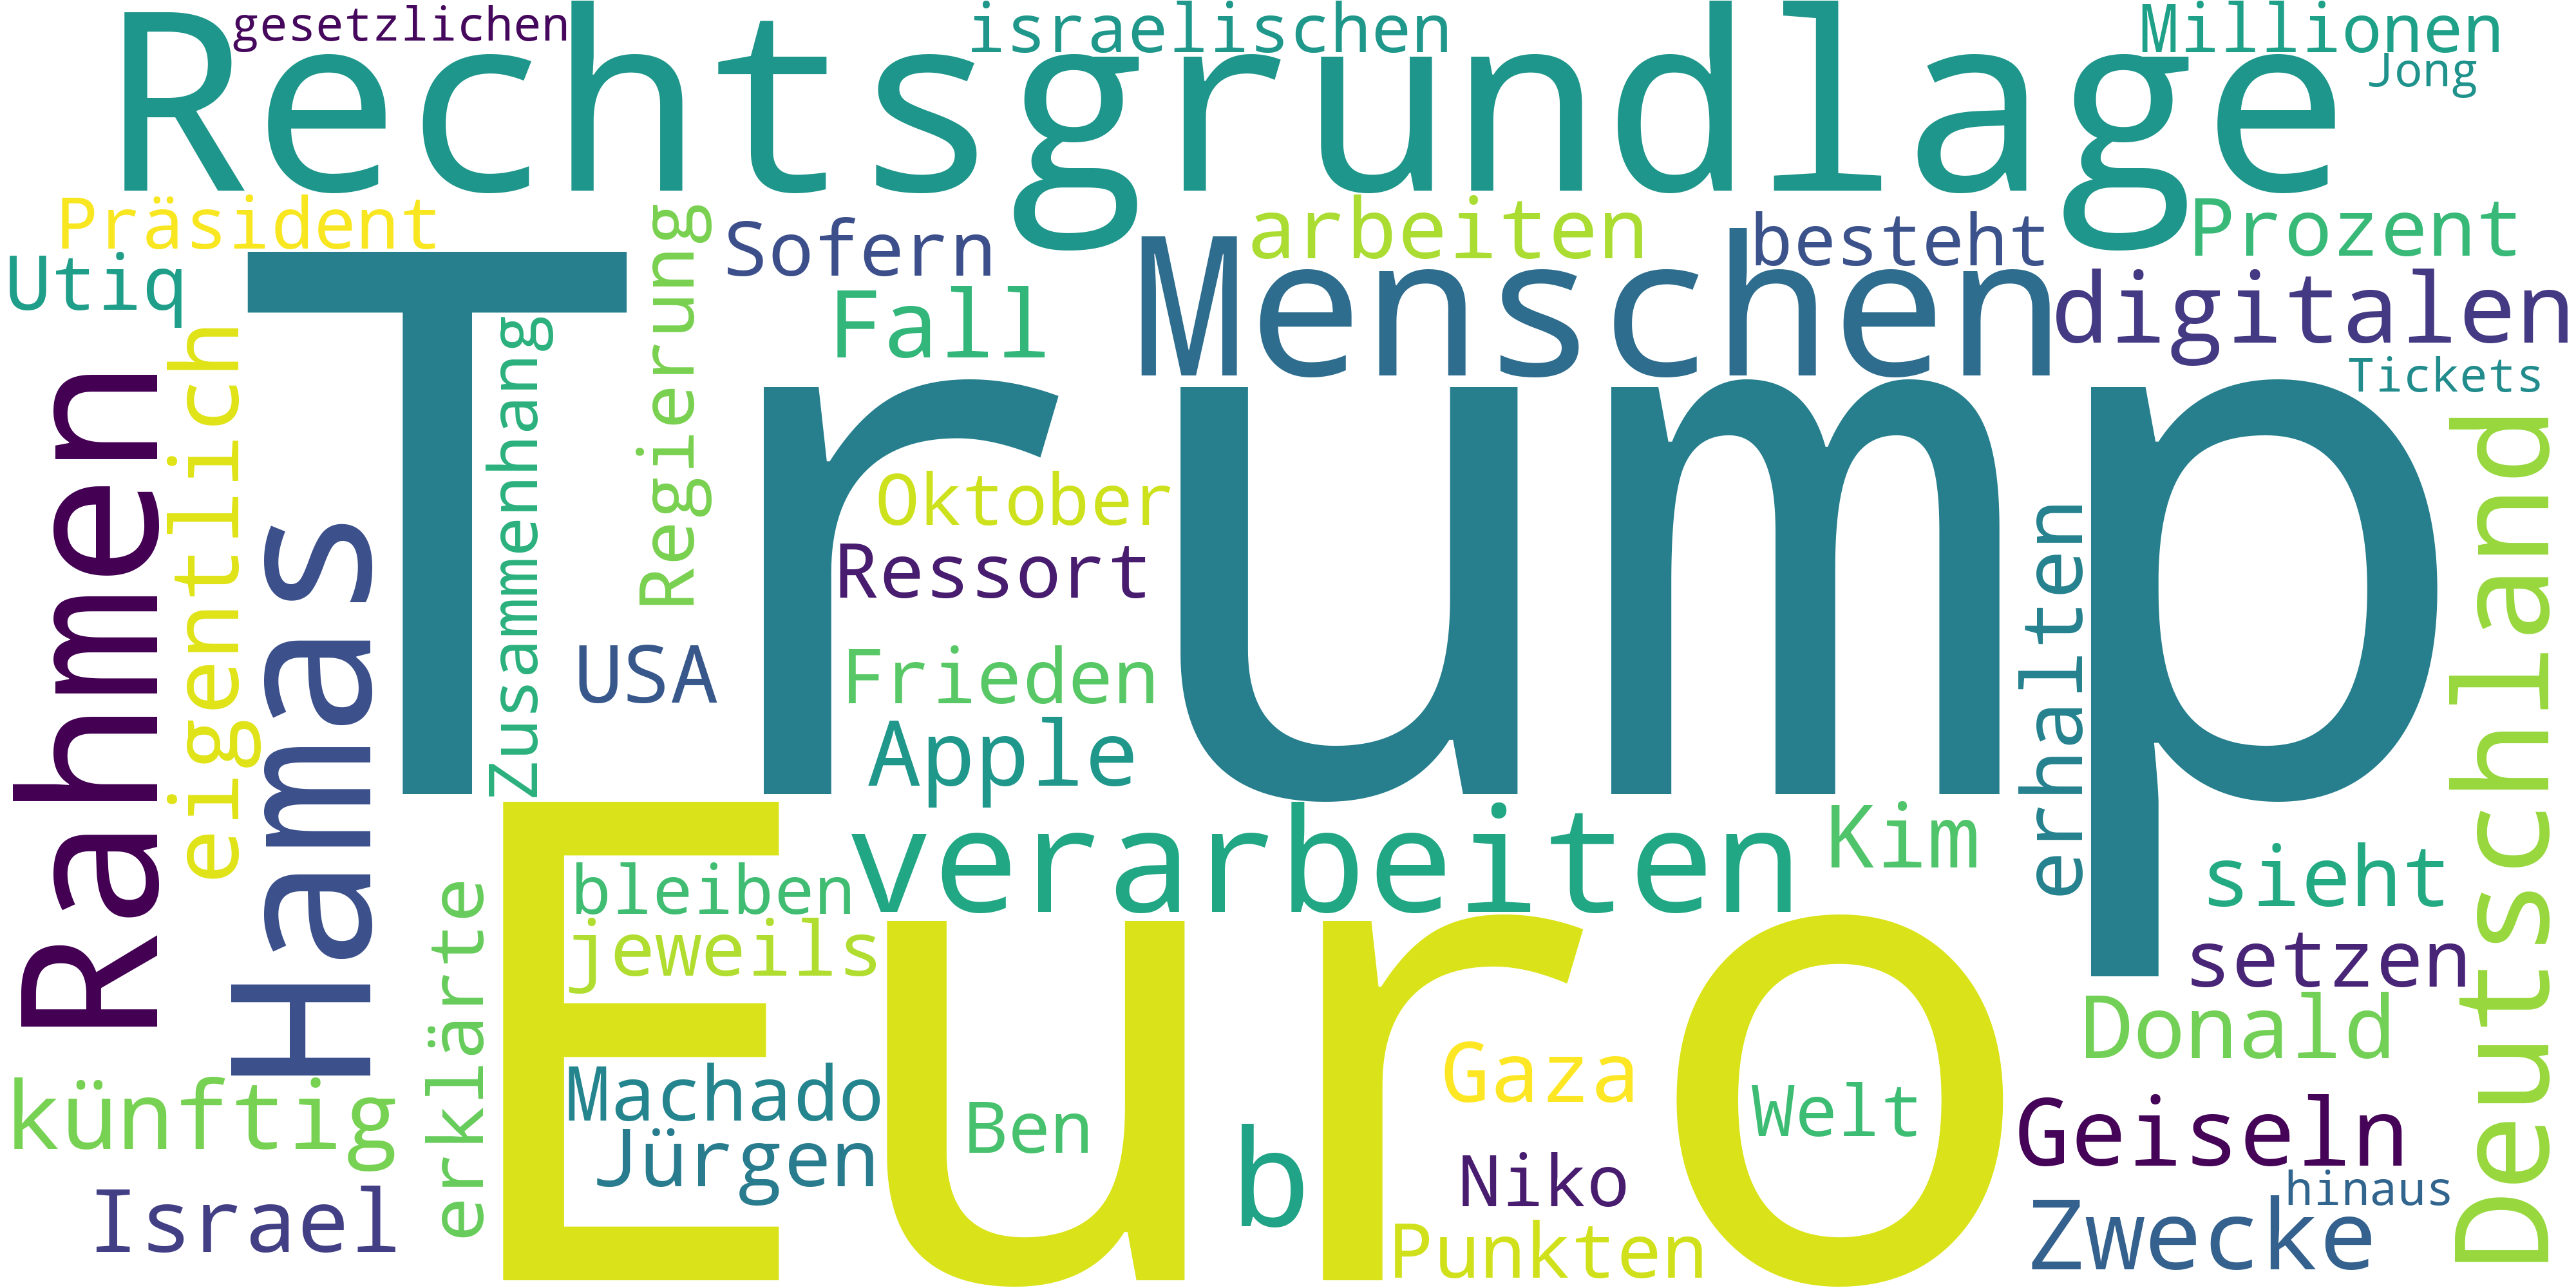 gesetzlichen
israelischen
Millionen
Jong
Rechtsgrundlage
Präsident
Regierung
Sofern
arbeiten
besteht
Prozent
Utiq
Fall
Menschen
digitalen
Tickets
Trump
Rahmen
eigentlich
Hamas
Zusammenhang
Oktober
Ressort
USA
Frieden
Apple
erhalten
Deutschland
verarbeiten
Kim
bleiben
jeweils
sieht
setzen
erklärte
Euro
Donald
künftig
Machado
Jürgen
Ben
Gaza
Welt
b
Niko
Geiseln
hinaus
Israel
Punkten
Zwecke